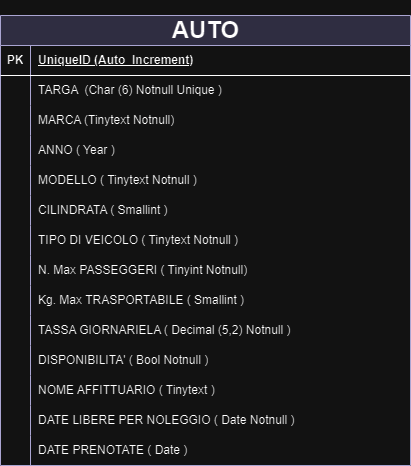 AUTO
PK UniqueID (Auto_Increment)
TARGA (Char (6) Notnull Unique )
MARCA (Tinytext Notnull)
ANNO ( Year )
MODELLO ( Tinytext Notnull )
CILINDRATA ( Smallint )
TIPO DI VEICOLO ( Tinytext Notnull )
N. Max PASSEGGERI ( Tinyint Notnull)
Kg. Max TRASPORTABILE ( Smallint )
TASSA GIORNARIELA ( Decimal (5,2) Notnull )
DISPONIBILITA' ( Bool Notnull )
NOME AFFITTUARIO ( Tinytext )
DATE LIBERE PER NOLEGGIO ( Date Notnull )
DATE PRENOTATE ( Date )